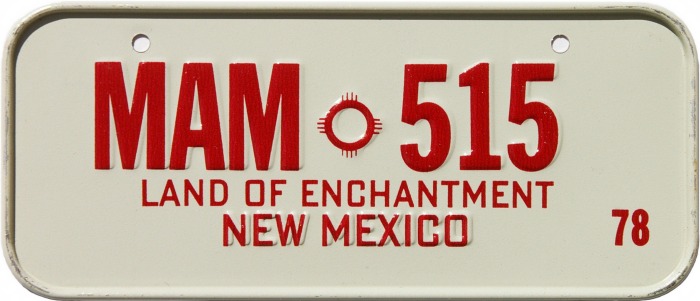 MAM 515
LAND OF ENCHANTMENT
NEW MEXICO 78